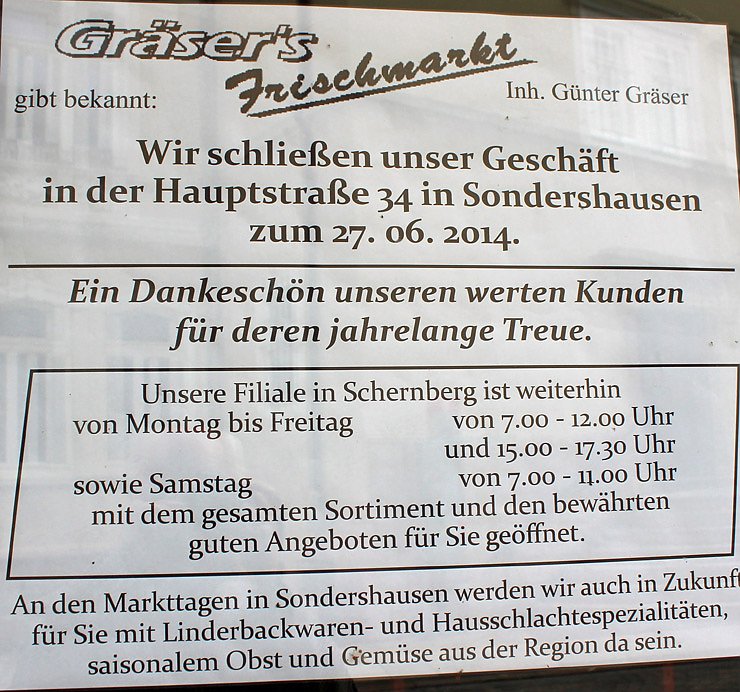 Gräser's
Frischmarkt
gibt bekannt:
Inh. Günter Gräser
Wir schließen unser Geschäft
in der Hauptstraße 34 in Sondershausen
zum 27. 06. 2014.
Ein Dankeschön unseren werten Kunden
für deren jahrelange Treue.
Unsere Filiale in Schernberg ist weiterhin
von Montag bis Freitag von 7.00 - 12.00 Uhr
und 15.00 - 17.30 Uhr
sowie Samstag von 7.00 - 11.00 Uhr
mit dem gesamten Sortiment und den bewährten
guten Angeboten für Sie geöffnet.
An den Markttagen in Sondershausen werden wir auch in Zukunft
für Sie mit Linderbackwaren- und Hausschlachtespezialitäten,
saisonalem Obst und Gemüse aus der Region da sein.